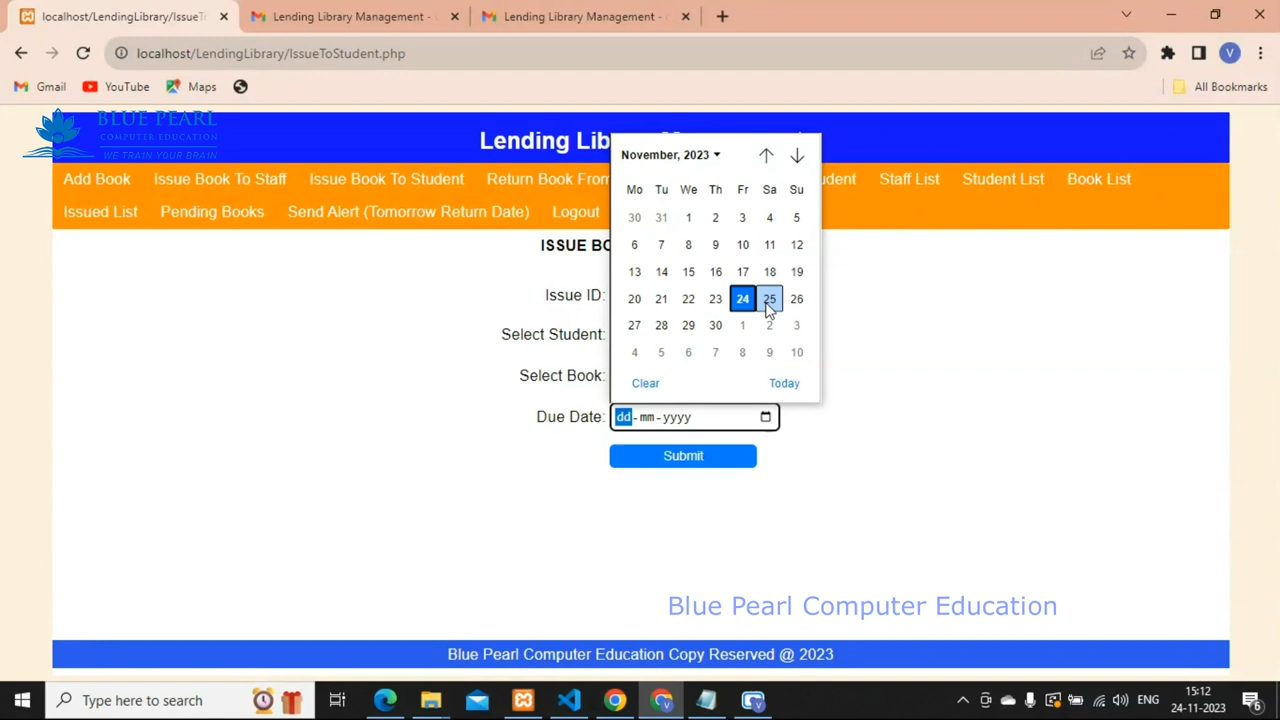 localhost/LendingLibrary/IssueToSt
Lending Library Management -
Lending Library Management -
localhost/LendingLibrary/IssueToStudent.php
V
Gmail YouTube Maps
All Bookmarks
BLUE PEARL
COMPUTER EDUCATION
WE TRAIN YOUR BRAIN
Lending Lib
Add Book Issue Book To Staff Issue Book To Student Return Book From udent Staff List Student List Book List
Issued List Pending Books Send Alert (Tomorrow Return Date) Logout
ISSUE BO
November, 2023
Mo Tu We Th Fr Sa Su
30 31 1 2 3 4 5
6 7 8 9 10 11 12
13 14 15 16 17 18 19
20 21 22 23 24 25 26
27 28 29 30 1 2 3
4 5 6 7 8 9 10
Clear Today
Issue ID:
Select Student:
Select Book:
Due Date: dd-mm-yyyy
Submit
Blue Pearl Computer Education
Blue Pearl Computer Education Copy Reserved @ 2023
Type here to search
ENG
15:12
24-11-2023
6